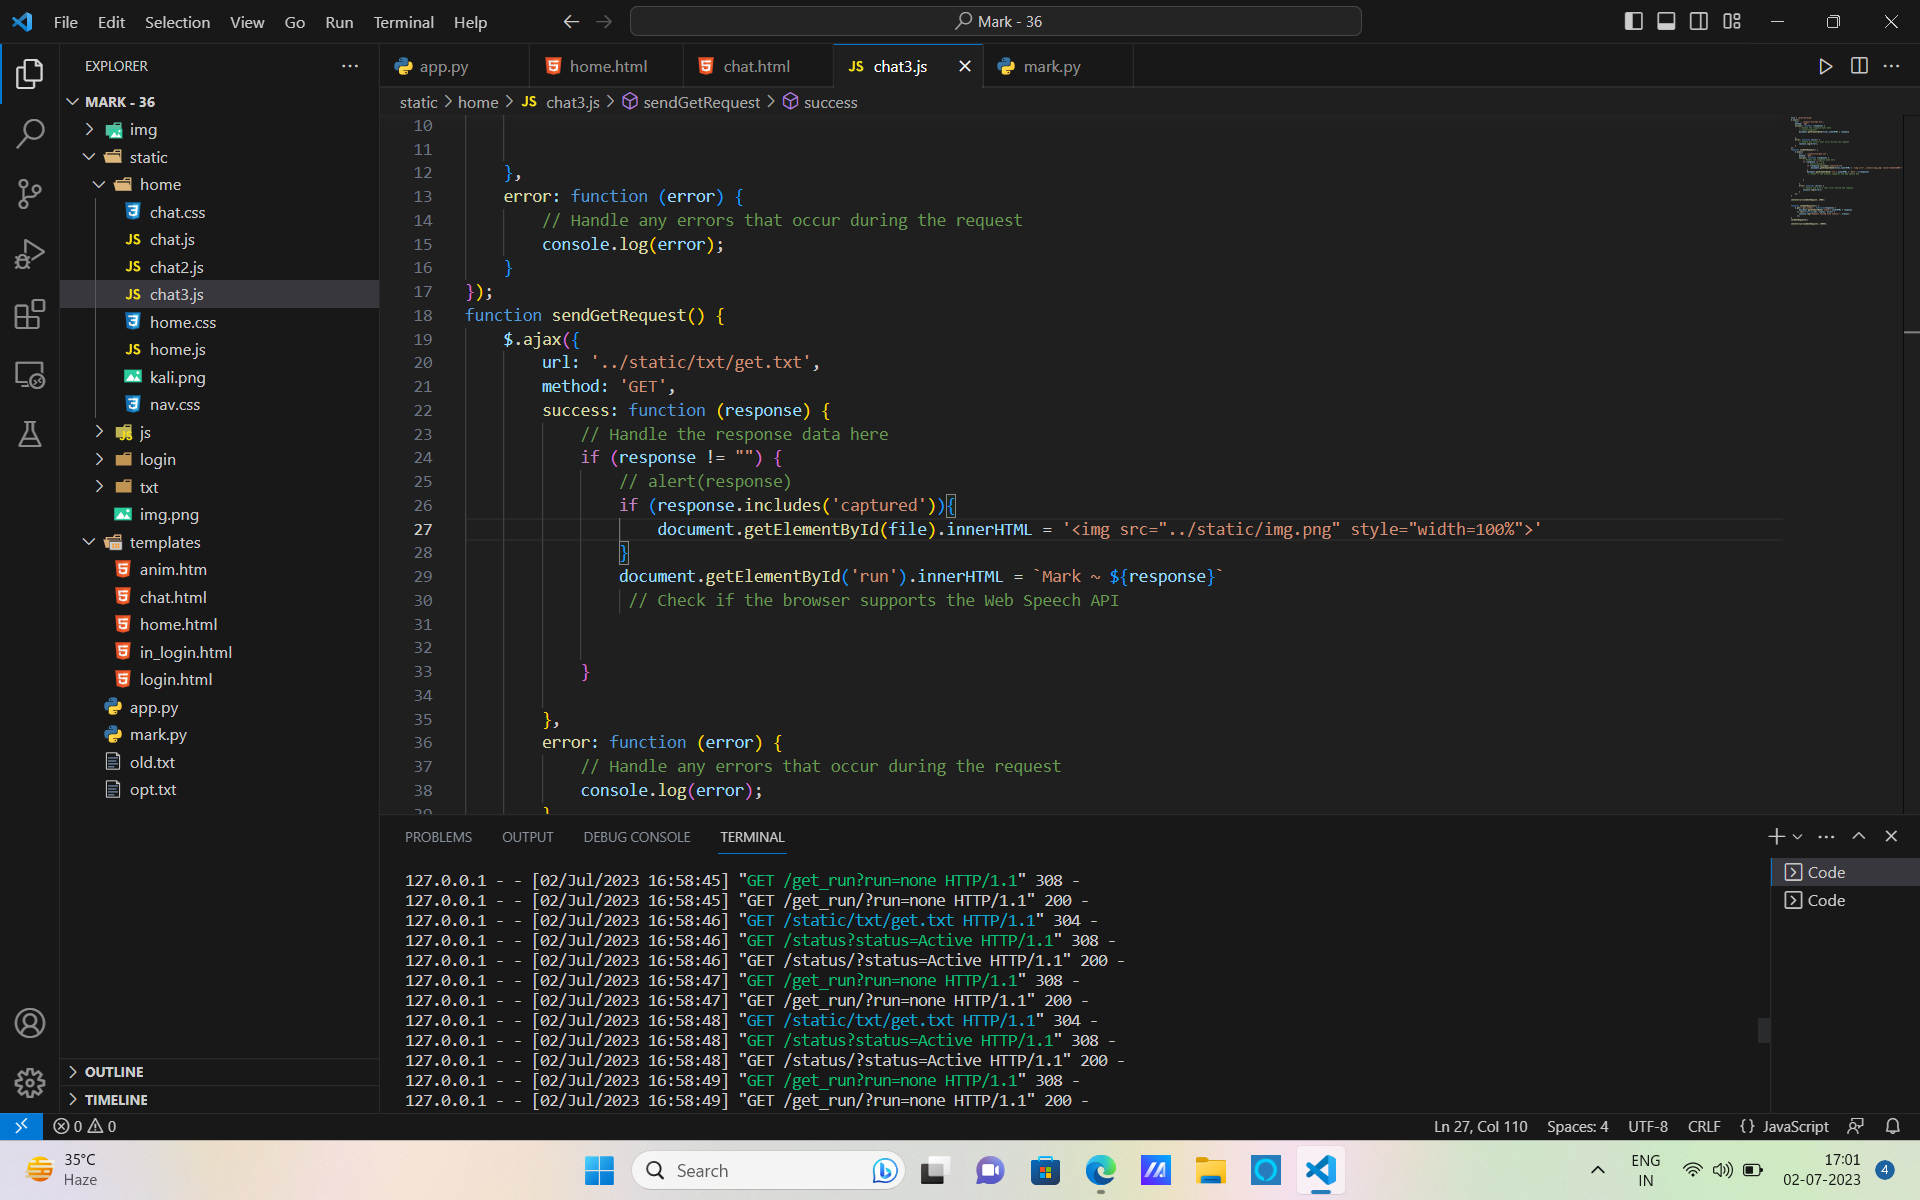 File Edit Selection View Go Run Terminal Help
Mark - 36
EXPLORER
MARK - 36
img
static
home
chat.css
JS chat.js
JS chat2.js
JS chat3.js
home.css
JS home.js
kali.png
nav.css
js
login
txt
img.png
templates
anim.htm
chat.html
home.html
in_login.html
login.html
app.py
mark.py
old.txt
opt.txt
OUTLINE
TIMELINE
app.py home.html chat.html JS chat3.js mark.py
static > home > JS chat3.js > sendGetRequest > success
10
11
12 },
13 error: function (error) {
14 // Handle any errors that occur during the request
15 console.log(error);
16 }
17 });
18 function sendGetRequest() {
19 $.ajax({
20 url: '../static/txt/get.txt',
21 method: 'GET',
22 success: function (response) {
23 // Handle the response data here
24 if (response != "") {
25 // alert(response)
26 if (response.includes('captured')){
27 document.getElementById(file).innerHTML = '<img src="../static/img.png" style="width=100%">'
28 }
29 document.getElementById('run').innerHTML = `Mark ~ ${response}`
30 // Check if the browser supports the Web Speech API
31
32
33 }
34
35 },
36 error: function (error) {
37 // Handle any errors that occur during the request
38 console.log(error);
39 }
PROBLEMS OUTPUT DEBUG CONSOLE TERMINAL
127.0.0.1 - - [02/Jul/2023 16:58:45] "GET /get_run?run=none HTTP/1.1" 308 -
127.0.0.1 - - [02/Jul/2023 16:58:45] "GET /get_run/?run=none HTTP/1.1" 200 -
127.0.0.1 - - [02/Jul/2023 16:58:46] "GET /static/txt/get.txt HTTP/1.1" 304 -
127.0.0.1 - - [02/Jul/2023 16:58:46] "GET /status?status=Active HTTP/1.1" 308 -
127.0.0.1 - - [02/Jul/2023 16:58:46] "GET /status/?status=Active HTTP/1.1" 200 -
127.0.0.1 - - [02/Jul/2023 16:58:47] "GET /get_run?run=none HTTP/1.1" 308 -
127.0.0.1 - - [02/Jul/2023 16:58:47] "GET /get_run/?run=none HTTP/1.1" 200 -
127.0.0.1 - - [02/Jul/2023 16:58:48] "GET /static/txt/get.txt HTTP/1.1" 304 -
127.0.0.1 - - [02/Jul/2023 16:58:48] "GET /status?status=Active HTTP/1.1" 308 -
127.0.0.1 - - [02/Jul/2023 16:58:48] "GET /status/?status=Active HTTP/1.1" 200 -
127.0.0.1 - - [02/Jul/2023 16:58:49] "GET /get_run?run=none HTTP/1.1" 308 -
127.0.0.1 - - [02/Jul/2023 16:58:49] "GET /get_run/?run=none HTTP/1.1" 200 -
Code
Code
0 0
Ln 27, Col 110 Spaces: 4 UTF-8 CRLF {} JavaScript
35°C
Haze
Search
ENG
IN
17:01
02-07-2023
4